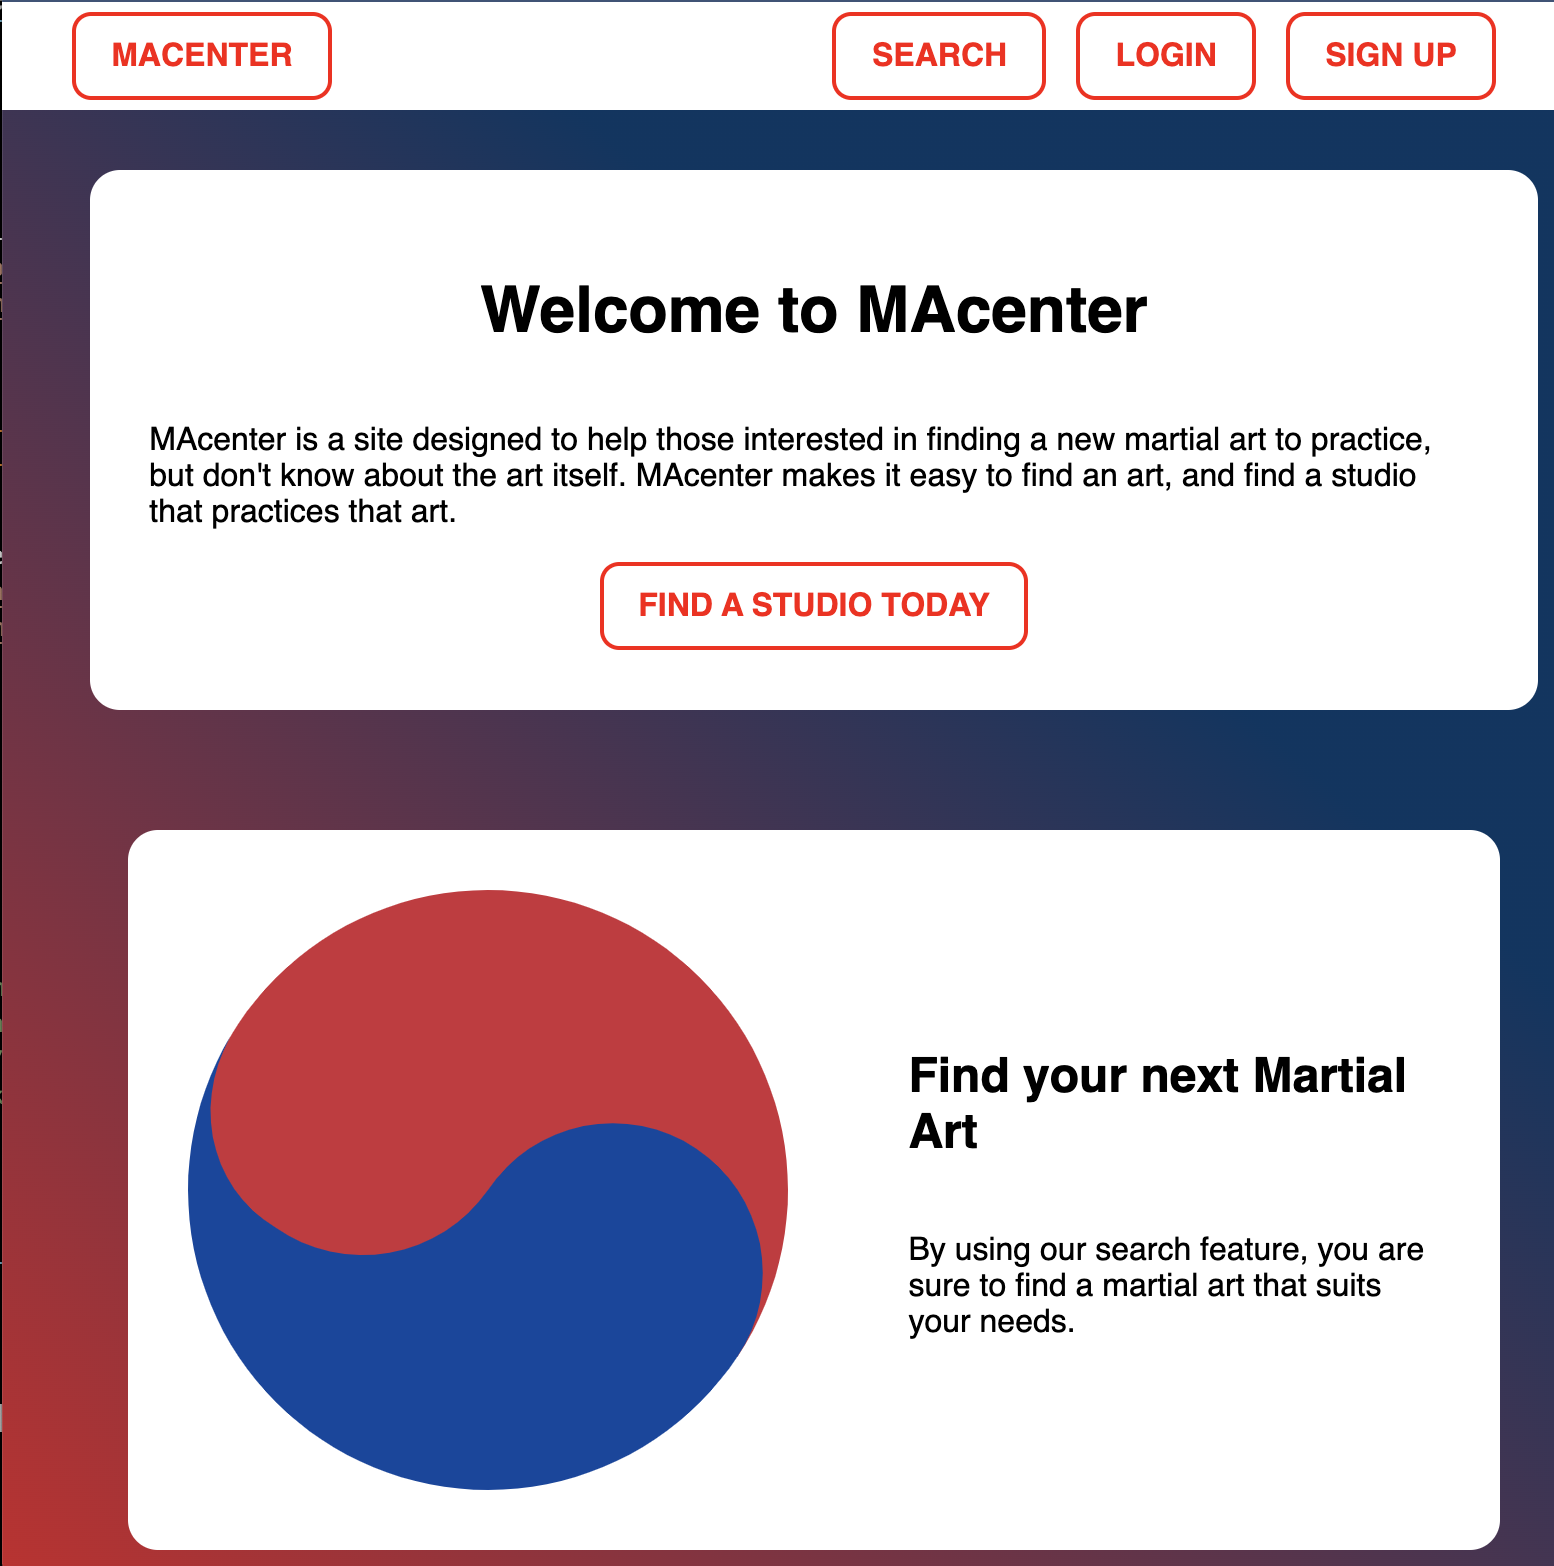 MACENTER
SEARCH
LOGIN
SIGN UP
Welcome to MAcenter
MAcenter is a site designed to help those interested in finding a new martial art to practice,
but don't know about the art itself. MAcenter makes it easy to find an art, and find a studio
that practices that art.
FIND A STUDIO TODAY
Find your next Martial
Art
By using our search feature, you are
sure to find a martial art that suits
your needs.